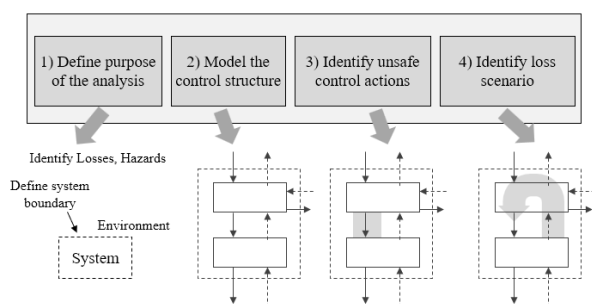 1) Define purpose
of the analysis
2) Model the
control structure
3) Identify unsafe
control actions
4) Identify loss
scenario
Identify Losses, Hazards
Define system
boundary
Environment
System